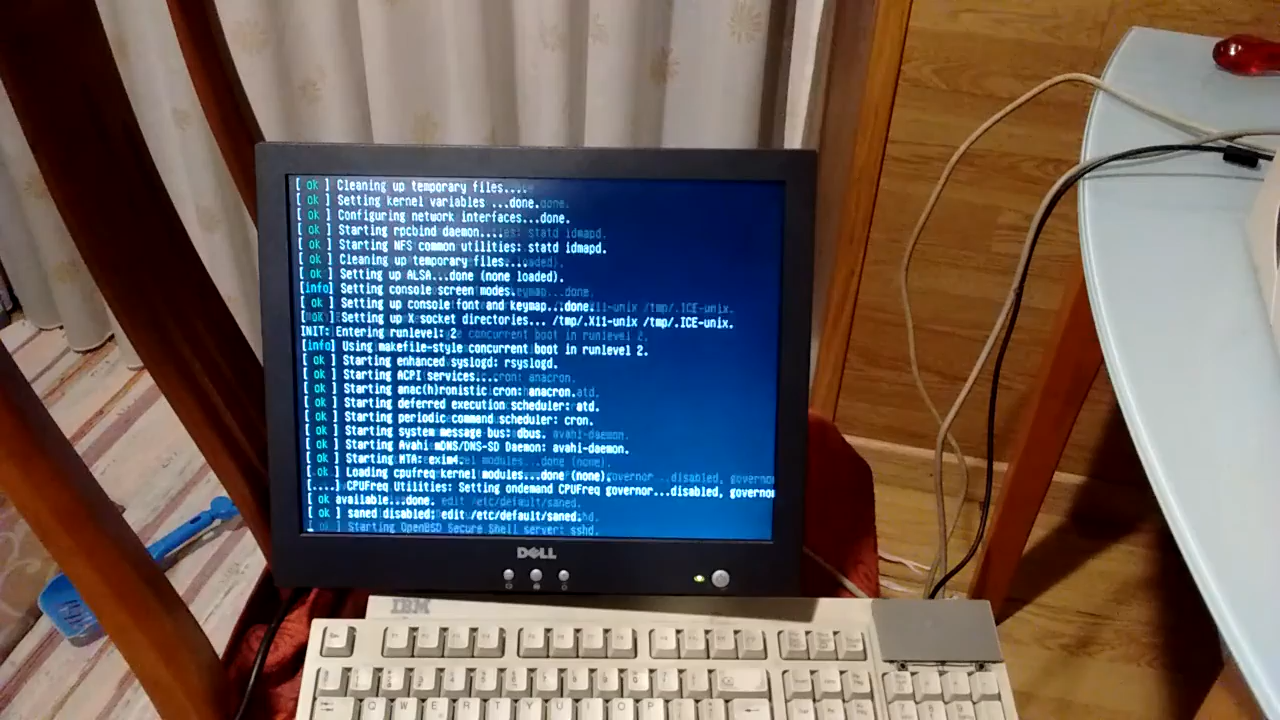 [ ok ] Cleaning up temporary files....
[ ok ] Setting kernel variables ...done.
[ ok ] Configuring network interfaces...done.
[ ok ] Starting rpcbind daemon....
[ ok ] Starting NFS common utilities: statd idmapd.
[ ok ] Cleaning up temporary files....
[ ok ] Setting up ALSA...done (none loaded).
[info] Setting console screen modes.
[ ok ] Setting up console font and keymap...done.
[ ok ] Setting up X socket directories... /tmp/.X11-unix /tmp/.ICE-unix.
INIT: Entering runlevel: 2
[info] Using makefile-style concurrent boot in runlevel 2.
[ ok ] Starting enhanced syslogd: rsyslogd.
[ ok ] Starting ACPI services....
[ ok ] Starting anac(h)ronistic cron: anacron.
[ ok ] Starting deferred execution scheduler: atd.
[ ok ] Starting periodic command scheduler: cron.
[ ok ] Starting system message bus: dbus.
[ ok ] Starting Avahi mDNS/DNS-SD Daemon: avahi-daemon.
[ ok ] Starting MTA: exim4.
[ ok ] Loading cpufreq kernel modules...done (none).
[....] CPUFreq Utilities: Setting ondemand CPUFreq governor...disabled, governor
[ ok available...done.
[ ok ] saned disabled; edit /etc/default/saned.
[ ok ] Starting OpenBSD Secure Shell server: sshd.
DELL
IBM
Q W E R T Y U I O P